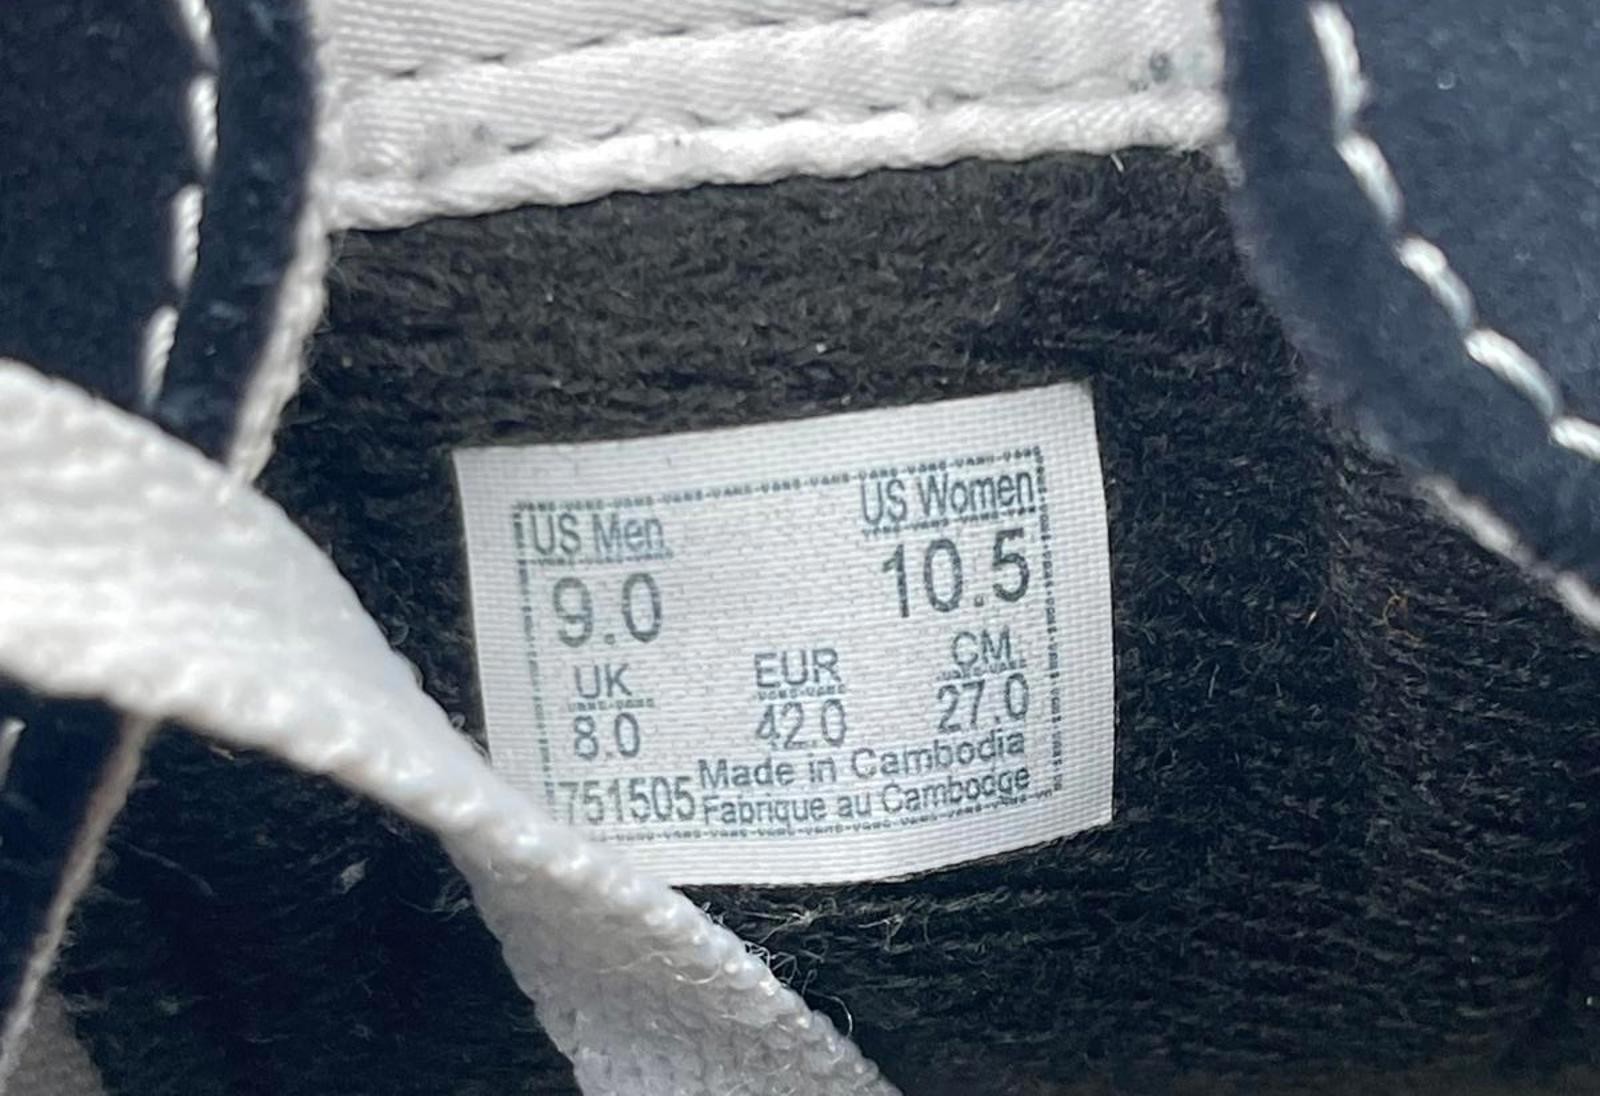 US Men US Women
9.0 10.5
UK EUR CM
8.0 42.0 27.0
751505 Made in Cambodia
Fabrique au Cambodge